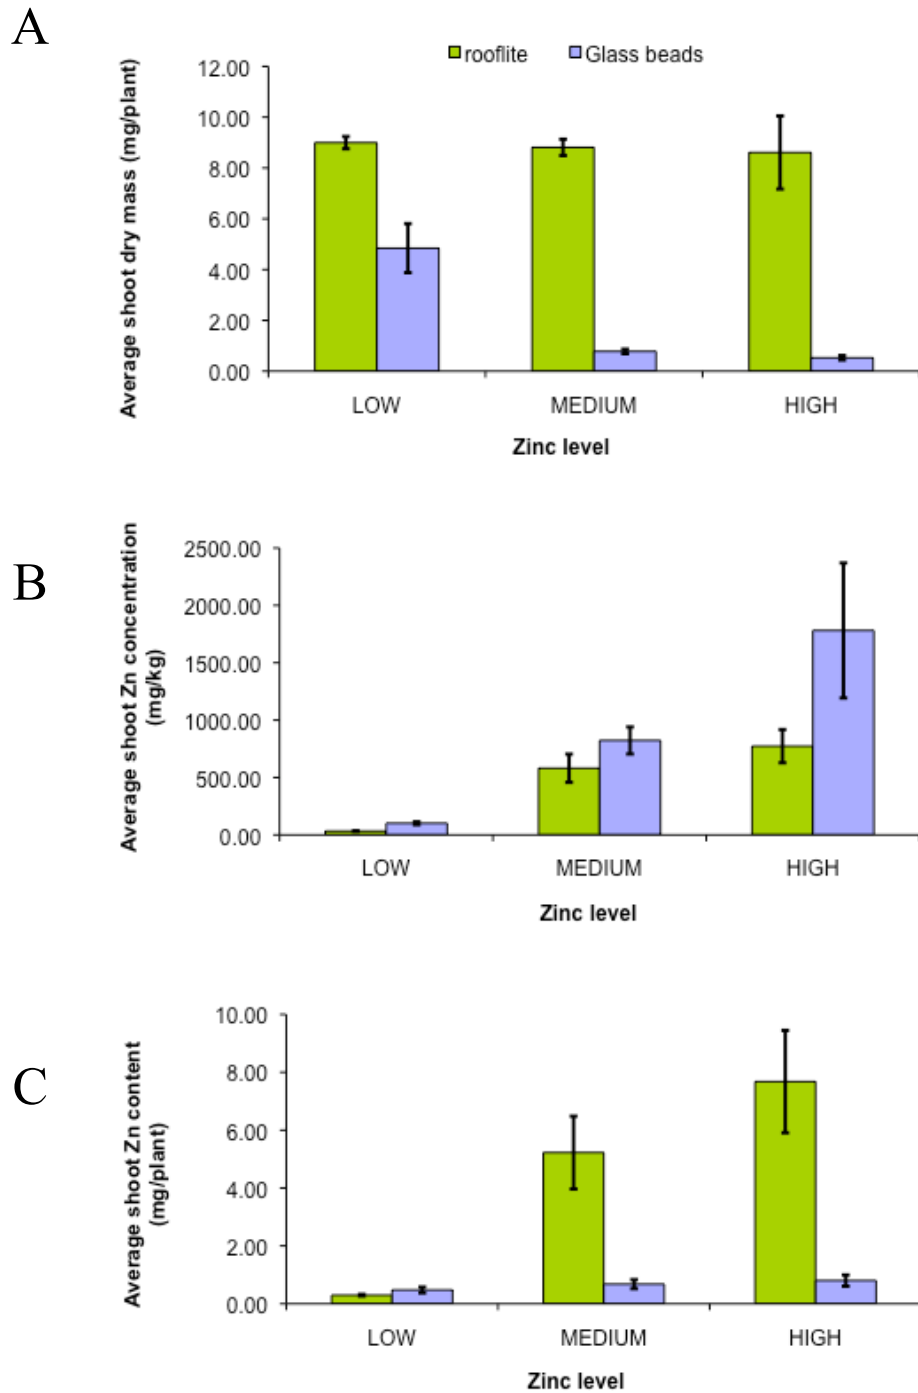 A
rooflite Glass beads
Average shoot dry mass (mg/plant)
12.00
10.00
8.00
6.00
4.00
2.00
0.00
LOW MEDIUM HIGH
Zinc level
B
Average shoot Zn concentration
(mg/kg)
2500.00
2000.00
1500.00
1000.00
500.00
0.00
LOW MEDIUM HIGH
Zinc level
C
Average shoot Zn content
(mg/plant)
10.00
8.00
6.00
4.00
2.00
0.00
LOW MEDIUM HIGH
Zinc level